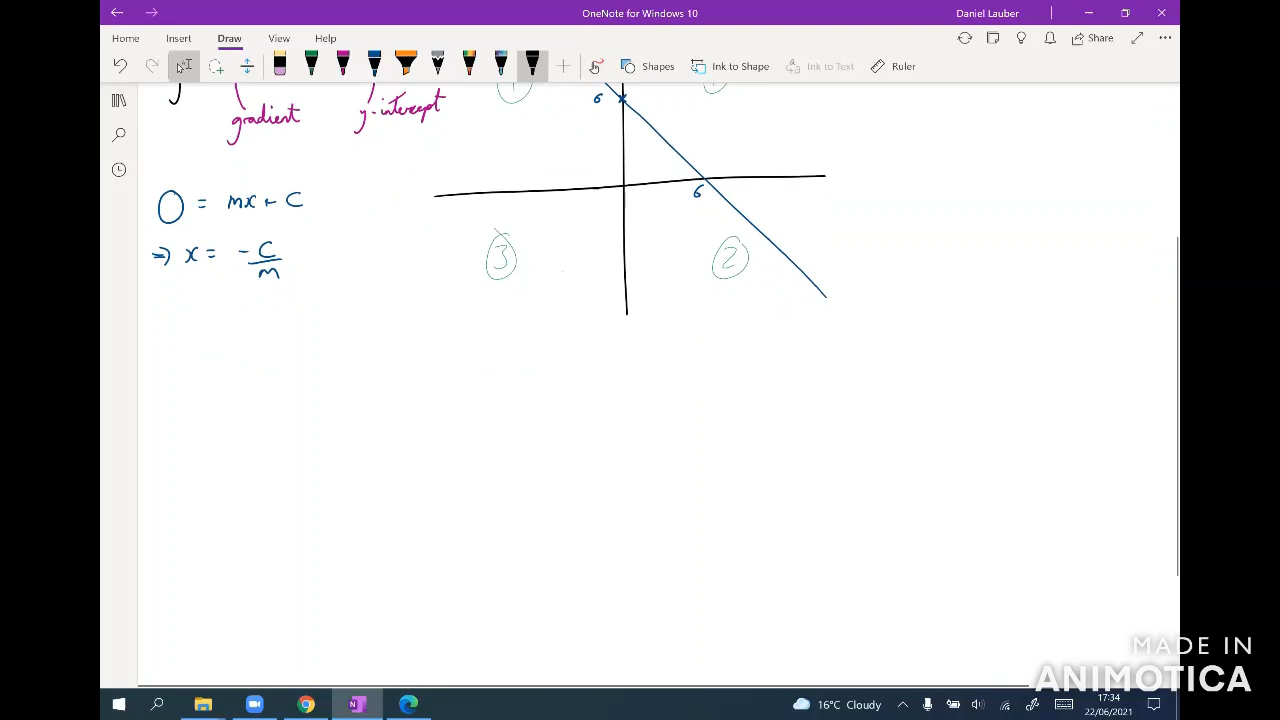 OneNote for Windows 10
Daniel Lauber
Home Insert Draw View Help
Share
Shapes Ink to Shape Ink to Text Ruler
gradient
y-intercept
6
0 = mx + C
6
⇒ x = - C/m
3
2
MADE IN
ANIMOTICA
16°C Cloudy
17:34
22/06/2021